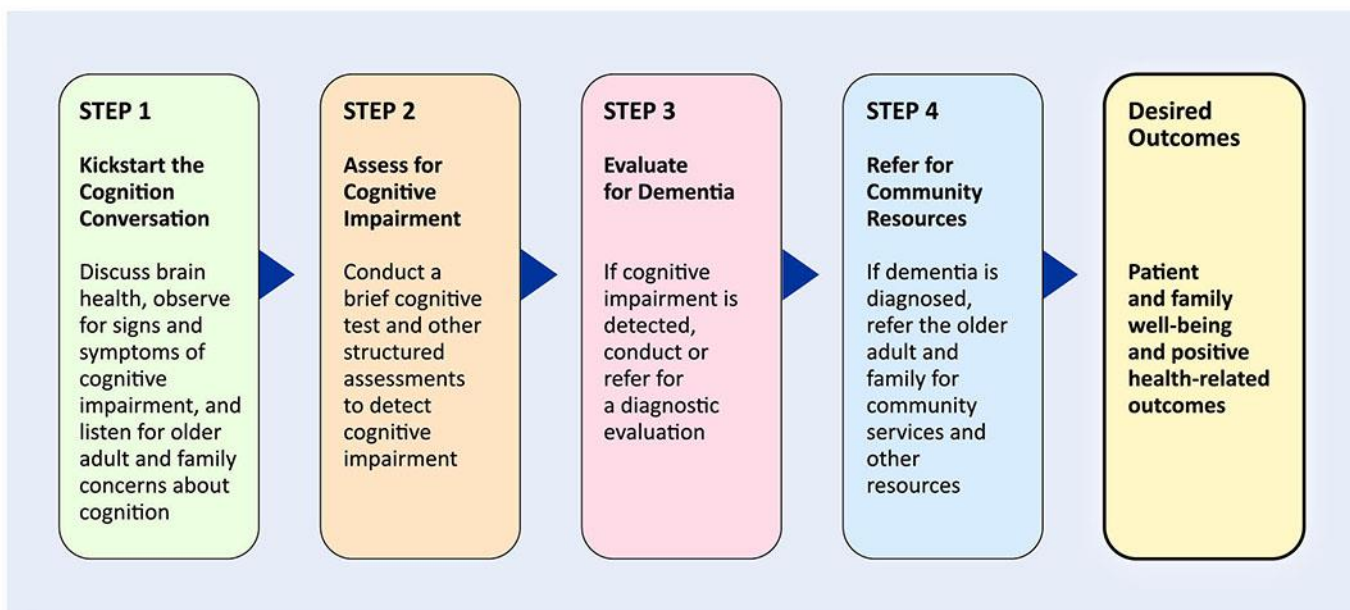 STEP 1
Kickstart the
Cognition
Conversation
Discuss brain
health, observe
for signs and
symptoms of
cognitive
impairment, and
listen for older
adult and family
concerns about
cognition
STEP 2
Assess for
Cognitive
Impairment
Conduct a
brief cognitive
test and other
structured
assessments
to detect
cognitive
impairment
STEP 3
Evaluate
for Dementia
If cognitive
impairment is
detected,
conduct or
refer for
a diagnostic
evaluation
STEP 4
Refer for
Community
Resources
If dementia is
diagnosed,
refer the older
adult and
family for
community
services and
other
resources
Desired
Outcomes
Patient
and family
well-being
and positive
health-related
outcomes